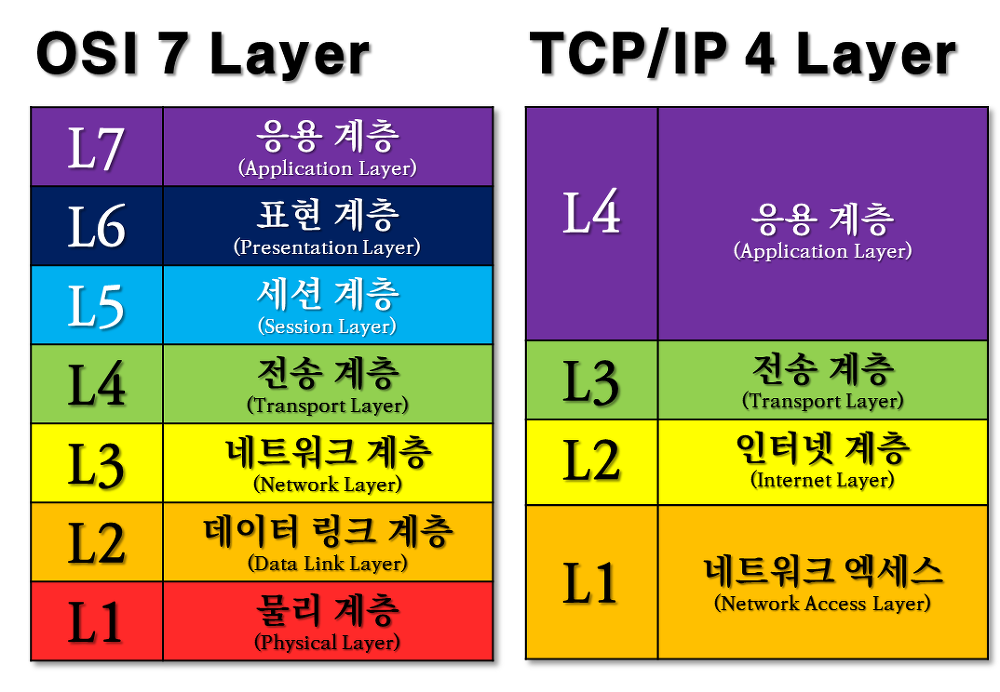 OSI 7 Layer
L7
응용 계층
(Application Layer)
L6
표현 계층
(Presentation Layer)
L5
세션 계층
(Session Layer)
L4
전송 계층
(Transport Layer)
L3
네트워크 계층
(Network Layer)
L2
데이터 링크 계층
(Data Link Layer)
L1
물리 계층
(Physical Layer)
TCP/IP 4 Layer
L4
응용 계층
(Application Layer)
L3
전송 계층
(Transport Layer)
L2
인터넷 계층
(Internet Layer)
L1
네트워크 엑세스
(Network Access Layer)